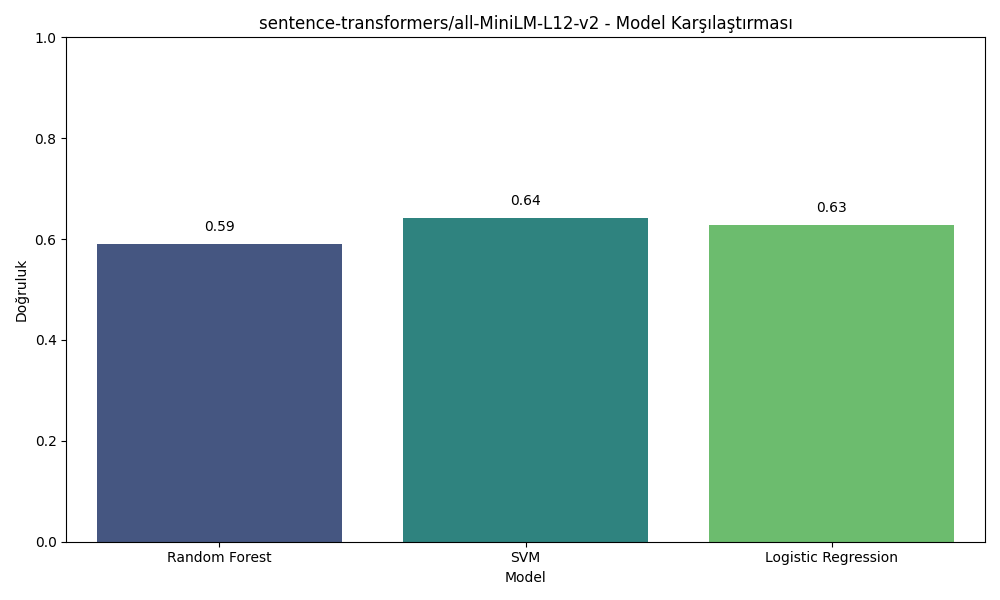 sentence-transformers/all-MiniLM-L12-v2 - Model Karşılaştırması
1.0
0.8
0.6
0.4
0.2
0.0
Doğruluk
0.59
0.64
0.63
Random Forest
SVM
Logistic Regression
Model